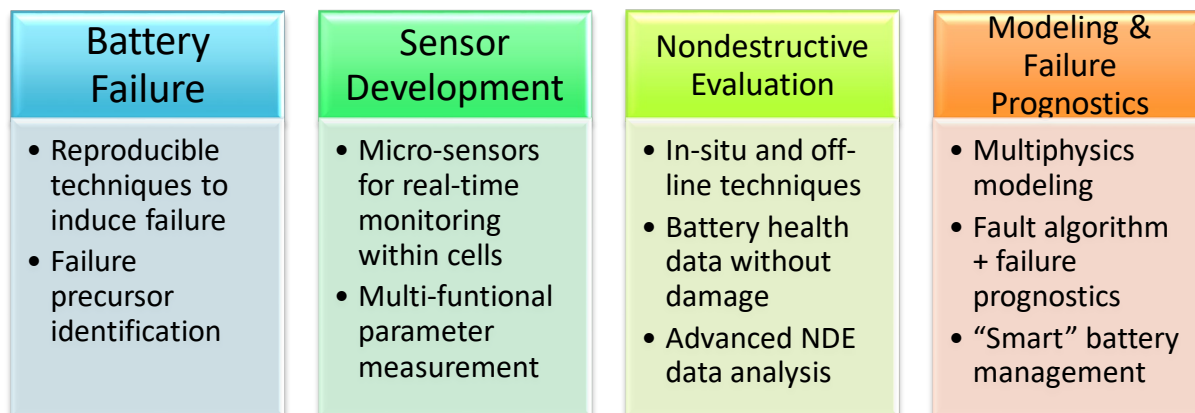 Battery
Failure
• Reproducible
techniques to
induce failure
• Failure
precursor
identification
Sensor
Development
• Micro-sensors
for real-time
monitoring
within cells
• Multi-funtional
parameter
measurement
Nondestructive
Evaluation
• In-situ and off-
line techniques
• Battery health
data without
damage
• Advanced NDE
data analysis
Modeling &
Failure
Prognostics
• Multiphysics
modeling
• Fault algorithm
+ failure
prognostics
• “Smart” battery
management